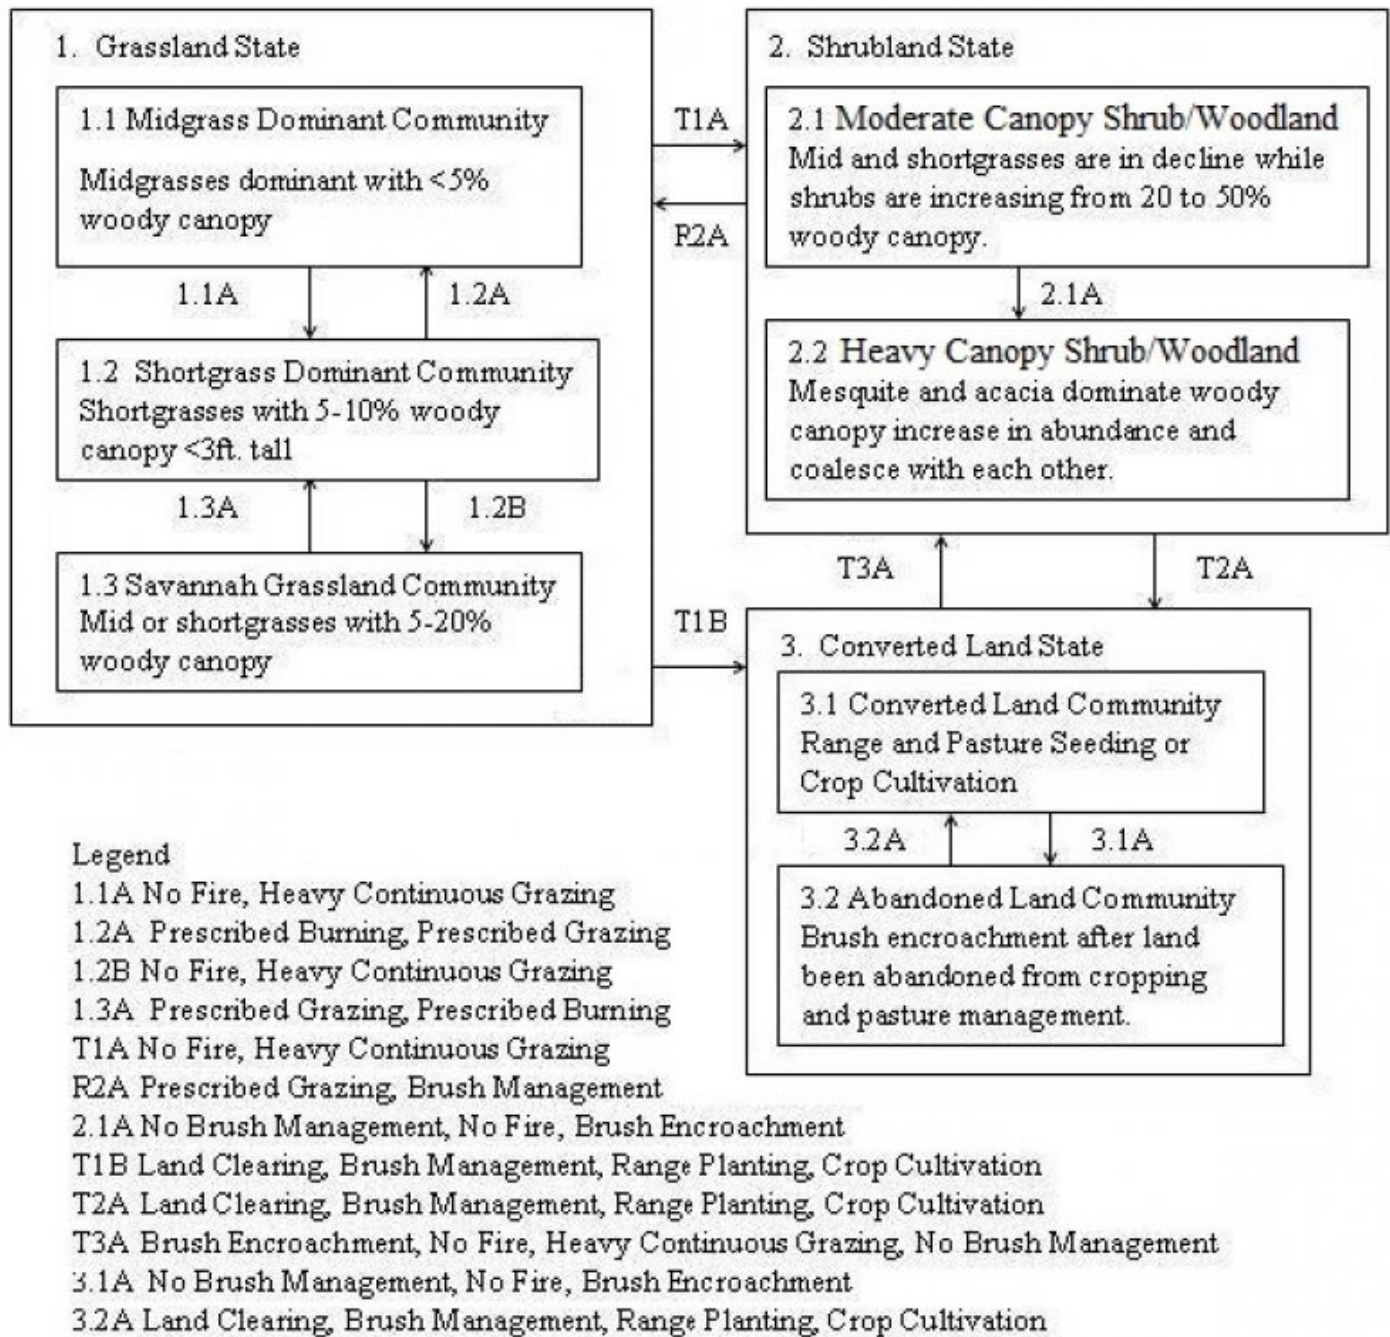 1. Grassland State
1.1 Midgrass Dominant Community
Midgrasses dominant with <5%
woody canopy
1.1A
1.2A
1.2 Shortgrass Dominant Community
Shortgrasses with 5-10% woody
canopy <3ft. tall
1.3A
1.2B
1.3 Savannah Grassland Community
Mid or shortgrasses with 5-20%
woody canopy
T1A
R2A
T1B
2. Shrubland State
2.1 Moderate Canopy Shrub/Woodland
Mid and shortgrasses are in decline while
shrubs are increasing from 20 to 50%
woody canopy.
2.1A
2.2 Heavy Canopy Shrub/Woodland
Mesquite and acacia dominate woody
canopy increase in abundance and
coalesce with each other.
T3A
T2A
3. Converted Land State
3.1 Converted Land Community
Range and Pasture Seeding or
Crop Cultivation
3.2A
3.1A
3.2 Abandoned Land Community
Brush encroachment after land
been abandoned from cropping
and pasture management.
Legend
1.1A No Fire, Heavy Continuous Grazing
1.2A Prescribed Burning, Prescribed Grazing
1.2B No Fire, Heavy Continuous Grazing
1.3A Prescribed Grazing, Prescribed Burning
T1A No Fire, Heavy Continuous Grazing
R2A Prescribed Grazing, Brush Management
2.1A No Brush Management, No Fire, Brush Encroachment
T1B Land Clearing, Brush Management, Range Planting, Crop Cultivation
T2A Land Clearing, Brush Management, Range Planting, Crop Cultivation
T3A Brush Encroachment, No Fire, Heavy Continuous Grazing, No Brush Management
3.1A No Brush Management, No Fire, Brush Encroachment
3.2A Land Clearing, Brush Management, Range Planting, Crop Cultivation